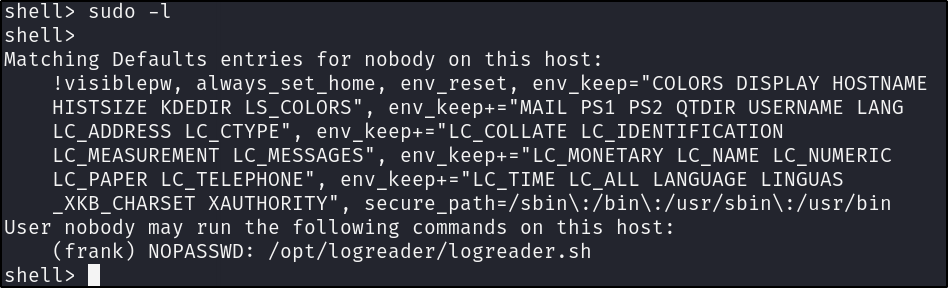 shell> sudo -l
shell>
Matching Defaults entries for nobody on this host:
    !visiblepw, always_set_home, env_reset, env_keep="COLORS DISPLAY HOSTNAME
    HISTSIZE KDEDIR LS_COLORS", env_keep+="MAIL PS1 PS2 QTDIR USERNAME LANG
    LC_ADDRESS LC_CTYPE", env_keep+="LC_COLLATE LC_IDENTIFICATION
    LC_MEASUREMENT LC_MESSAGES", env_keep+="LC_MONETARY LC_NAME LC_NUMERIC
    LC_PAPER LC_TELEPHONE", env_keep+="LC_TIME LC_ALL LANGUAGE LINGUAS
    _XKB_CHARSET XAUTHORITY", secure_path=/sbin\:/bin\:/usr/sbin\:/usr/bin
User nobody may run the following commands on this host:
    (frank) NOPASSWD: /opt/logreader/logreader.sh
shell>